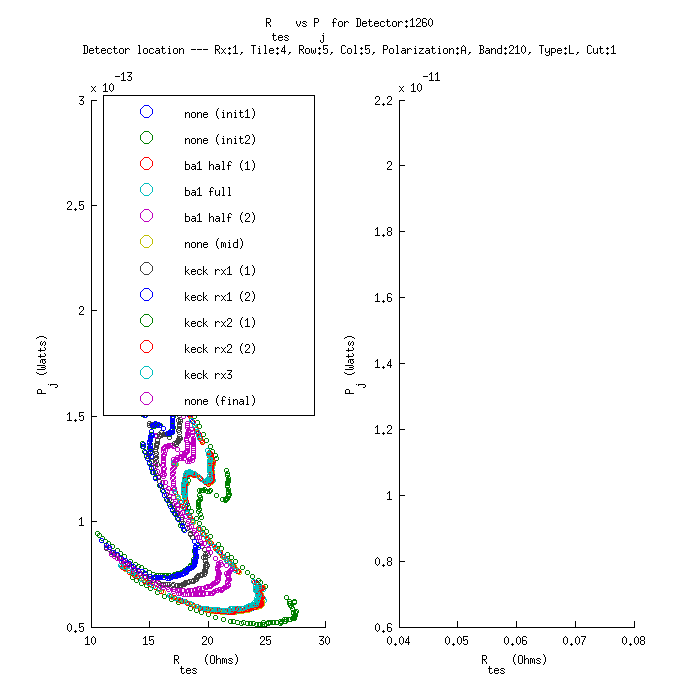 R tes vs P j for Detector:1260
Detector location --- Rx:1, Tile:4, Row:5, Col:5, Polarization:A, Band:210, Type:L, Cut:1
x 10 -13
3
2.5
2
1.5
1
0.5
10 15 20 25 30
P j (Watts)
R tes (Ohms)
none (init1)
none (init2)
ba1 half (1)
ba1 full
ba1 half (2)
none (mid)
keck rx1 (1)
keck rx1 (2)
keck rx2 (1)
keck rx2 (2)
keck rx3
none (final)
x 10 -11
2.2
2
1.8
1.6
1.4
1.2
1
0.8
0.6
0.04 0.05 0.06 0.07 0.08
P j (Watts)
R tes (Ohms)